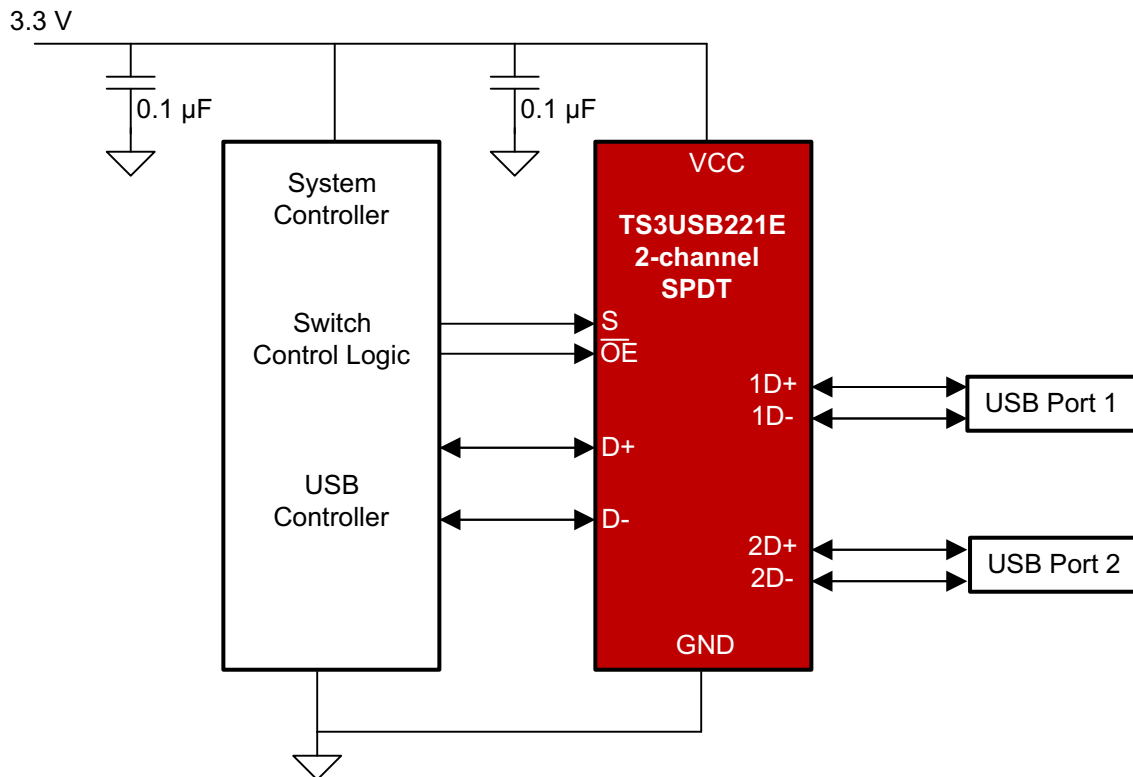 3.3 V
0.1 µF
0.1 µF
System
Controller
Switch
Control Logic
USB
Controller
VCC
TS3USB221E
2-channel
SPDT
S
OE
D+
D-
1D+
1D-
2D+
2D-
GND
USB Port 1
USB Port 2